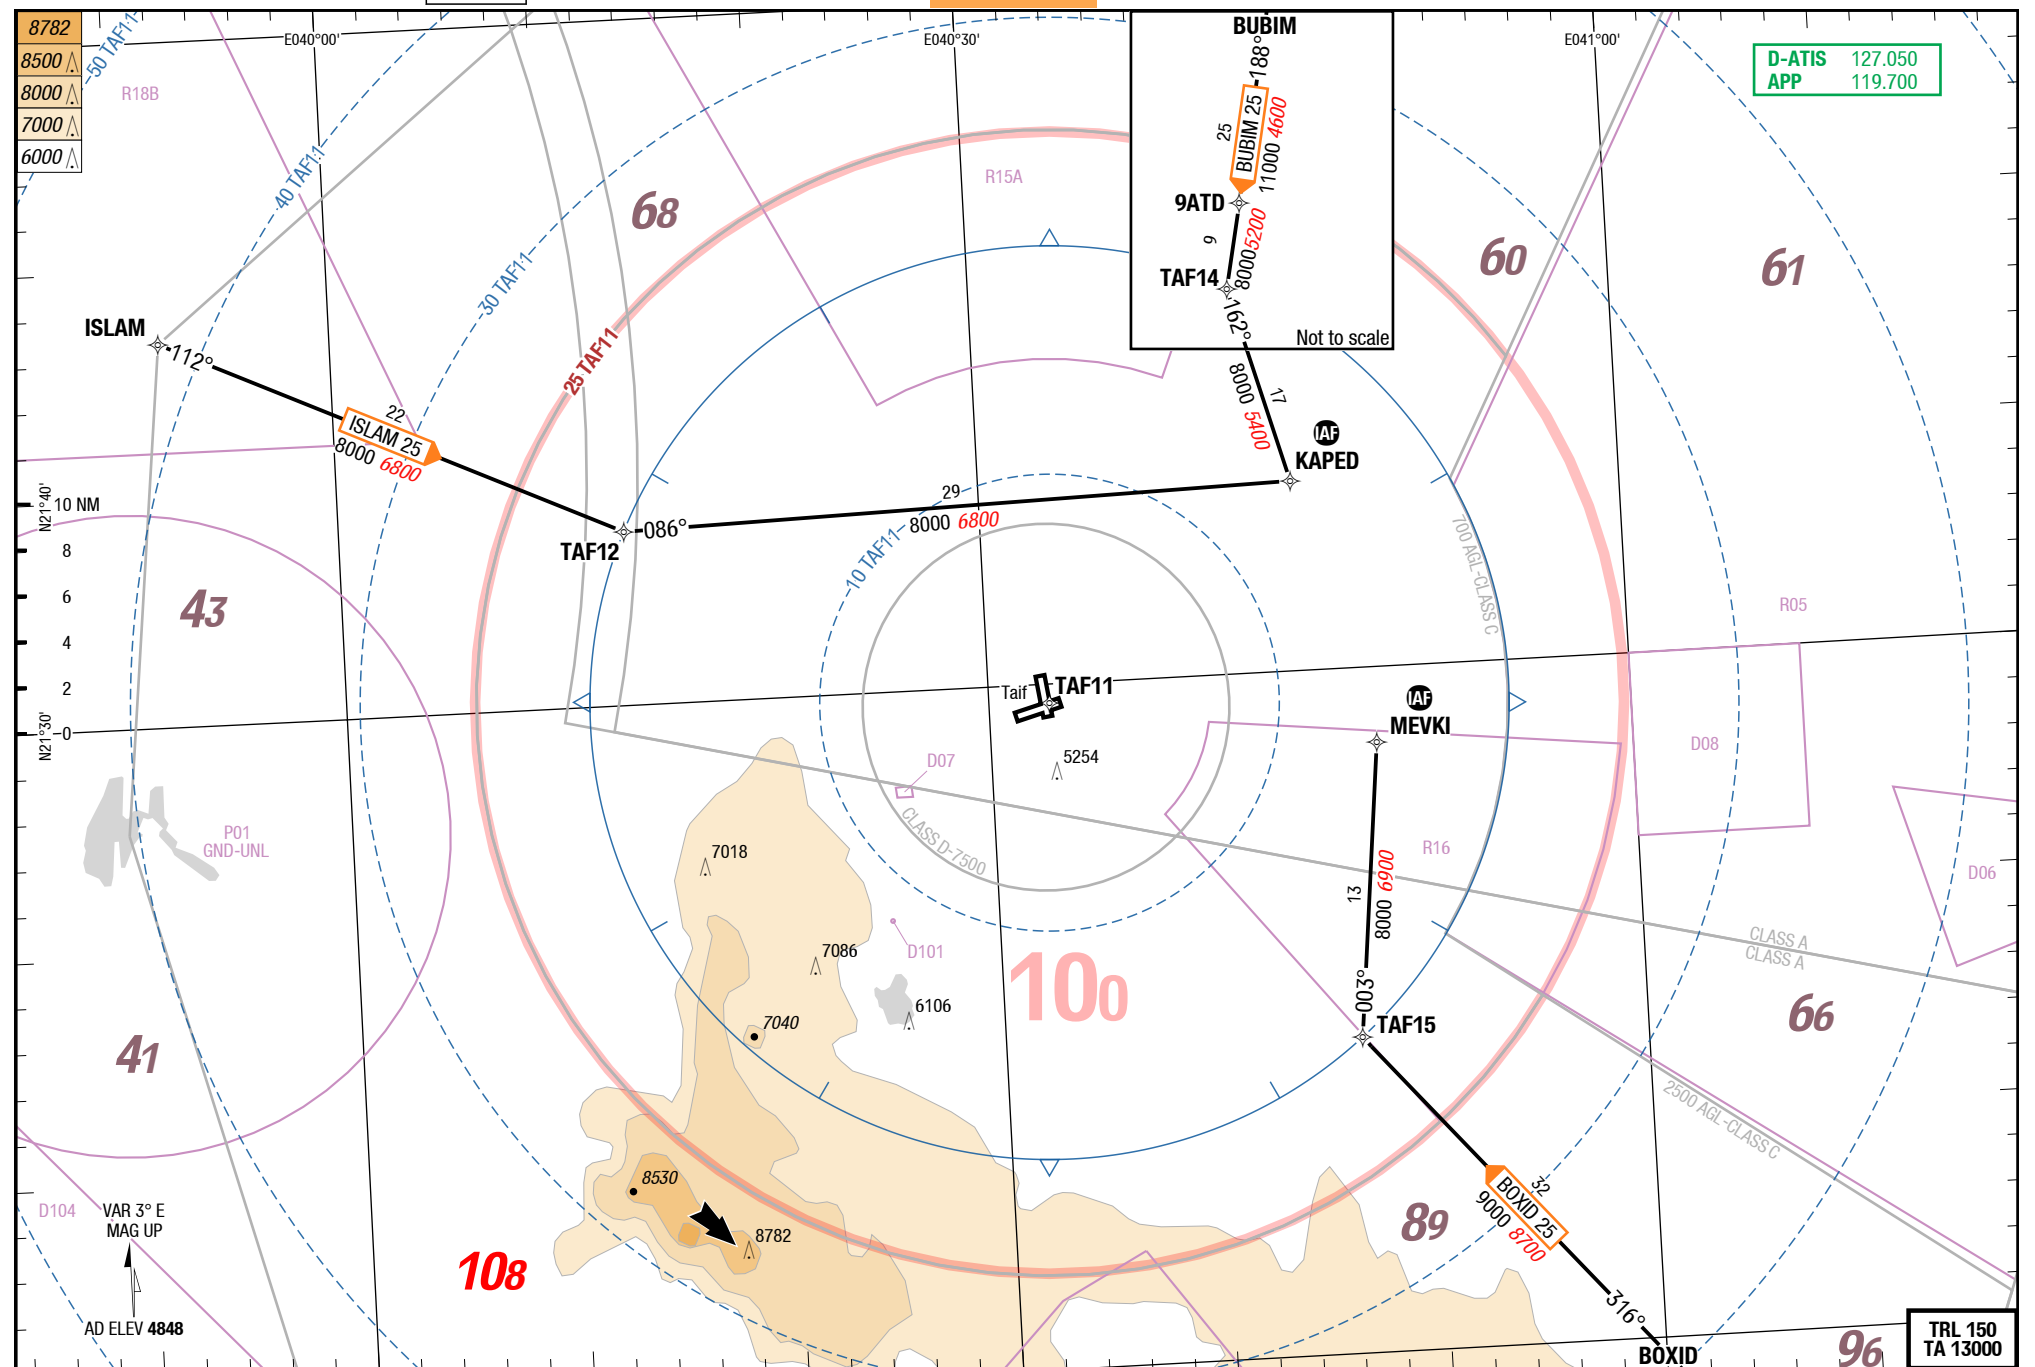 8782
8500
8000
7000
6000
50 TAF11
R18B
E040°00'
E040°30'
BUBIM
188°
BUBIM 25
25
11000 4600
9ATD
9
8000 5200
TAF14
162°
Not to scale
E041°00'
D-ATIS 127.050
APP 119.700
40 TAF11
68
R15A
60
61
30 TAF11
ISLAM
112°
25 TAF11
22
ISLAM 25
8000 6800
8000 5400
17
IAF
KAPED
N21°40'
10 NM
8
6
4
2
0
N21°30'
TAF12
086°
29
8000 6800
10 TAF11
700 AGL-CLASS C
43
R05
Taif
TAF11
IAF
MEVKI
D08
D07
5254
CLASS D-7500
P01
GND-UNL
7018
R16
D06
13
8000 6900
CLASS A
CLASS A
7086
D101
6106
100
003°
TAF15
66
7040
41
2500 AGL-CLASS C
8530
8782
D104
VAR 3° E
MAG UP
108
89
32
BOXID 25
9000 8700
316°
AD ELEV 4848
BOXID
96
TRL 150
TA 13000